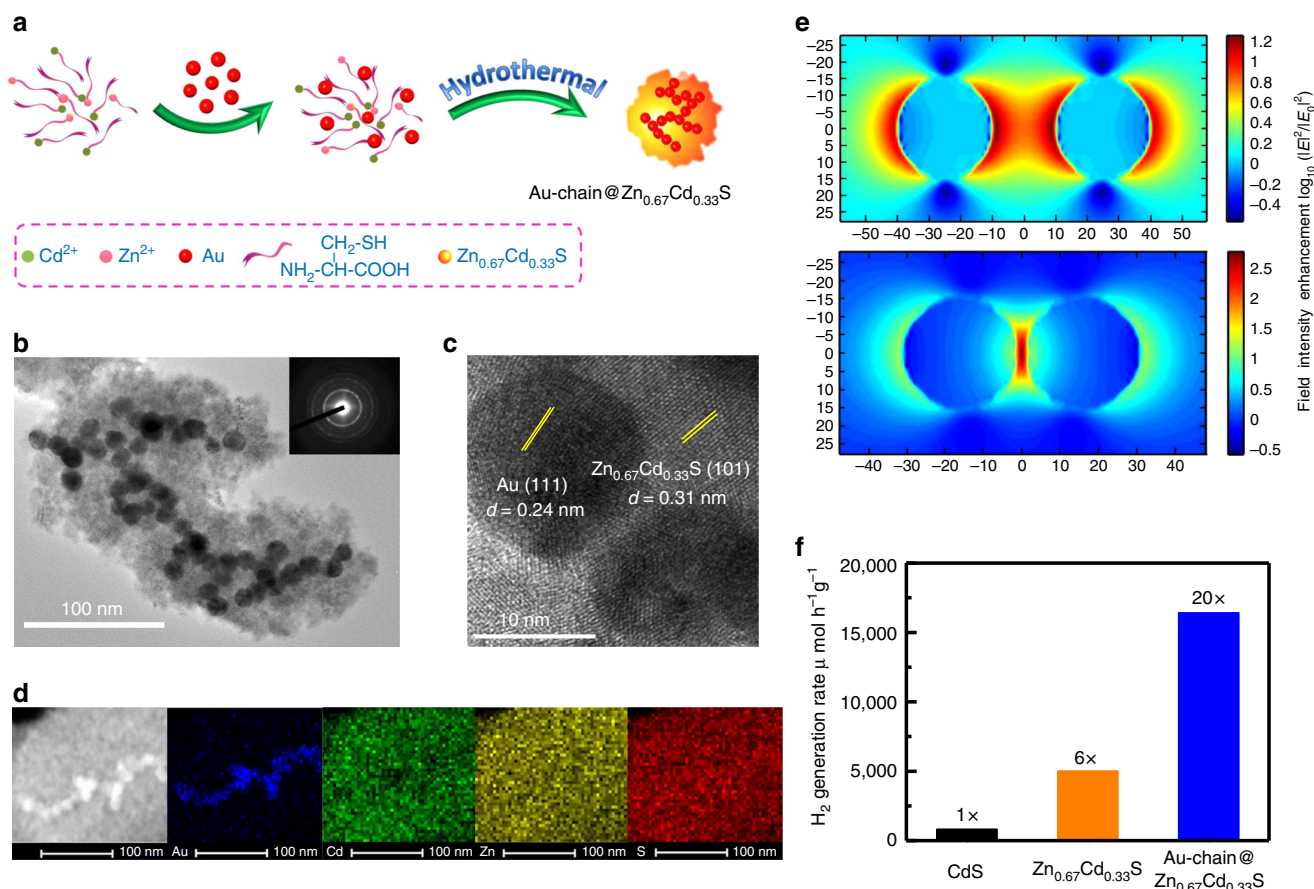 a
Hydrothermal
Au-chain@Zn0.67Cd0.33S
Cd2+ Zn2+ Au CH2-SH
NH2-CH-COOH Zn0.67Cd0.33S
b
100 nm
c
Au (111)
d = 0.24 nm
Zn0.67Cd0.33S (101)
d = 0.31 nm
10 nm
d
100 nm
Au 100 nm
Cd 100 nm
Zn 100 nm
S 100 nm
e
−25
−20
−15
−10
−5
0
5
10
15
20
25
−50 −40 −30 −20 −10 0 10 20 30 40 50
1.2
1
0.8
0.6
0.4
0.2
0
−0.2
−0.4
−25
−20
−15
−10
−5
0
5
10
15
20
25
−40 −30 −20 −10 0 10 20 30 40
2.5
2
1.5
1
0.5
0
−0.5
Field intensity enhancement log10 (|E|2/|E0|2)
f
H2 generation rate μ mol h−1g−1
20,000
15,000
10,000
5,000
0
1×
6×
20×
CdS
Zn0.67Cd0.33S
Au-chain@
Zn0.67Cd0.33S